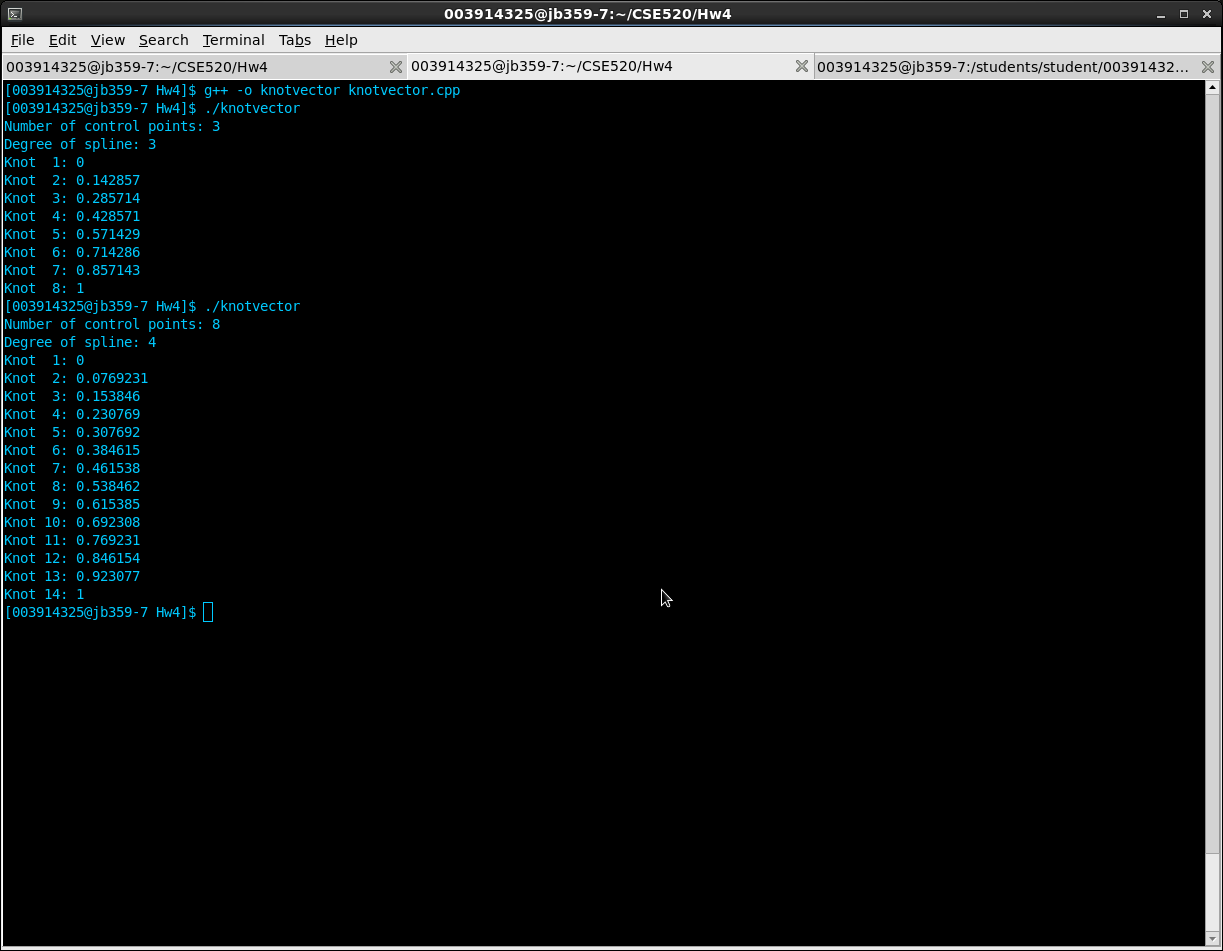 003914325@jb359-7:~/CSE520/Hw4
File Edit View Search Terminal Tabs Help
003914325@jb359-7:~/CSE520/Hw4 003914325@jb359-7:~/CSE520/Hw4 003914325@jb359-7:/students/student/00391432...
[003914325@jb359-7 Hw4]$ g++ -o knotvector knotvector.cpp
[003914325@jb359-7 Hw4]$ ./knotvector
Number of control points: 3
Degree of spline: 3
Knot  1: 0
Knot  2: 0.142857
Knot  3: 0.285714
Knot  4: 0.428571
Knot  5: 0.571429
Knot  6: 0.714286
Knot  7: 0.857143
Knot  8: 1
[003914325@jb359-7 Hw4]$ ./knotvector
Number of control points: 8
Degree of spline: 4
Knot  1: 0
Knot  2: 0.0769231
Knot  3: 0.153846
Knot  4: 0.230769
Knot  5: 0.307692
Knot  6: 0.384615
Knot  7: 0.461538
Knot  8: 0.538462
Knot  9: 0.615385
Knot 10: 0.692308
Knot 11: 0.769231
Knot 12: 0.846154
Knot 13: 0.923077
Knot 14: 1
[003914325@jb359-7 Hw4]$